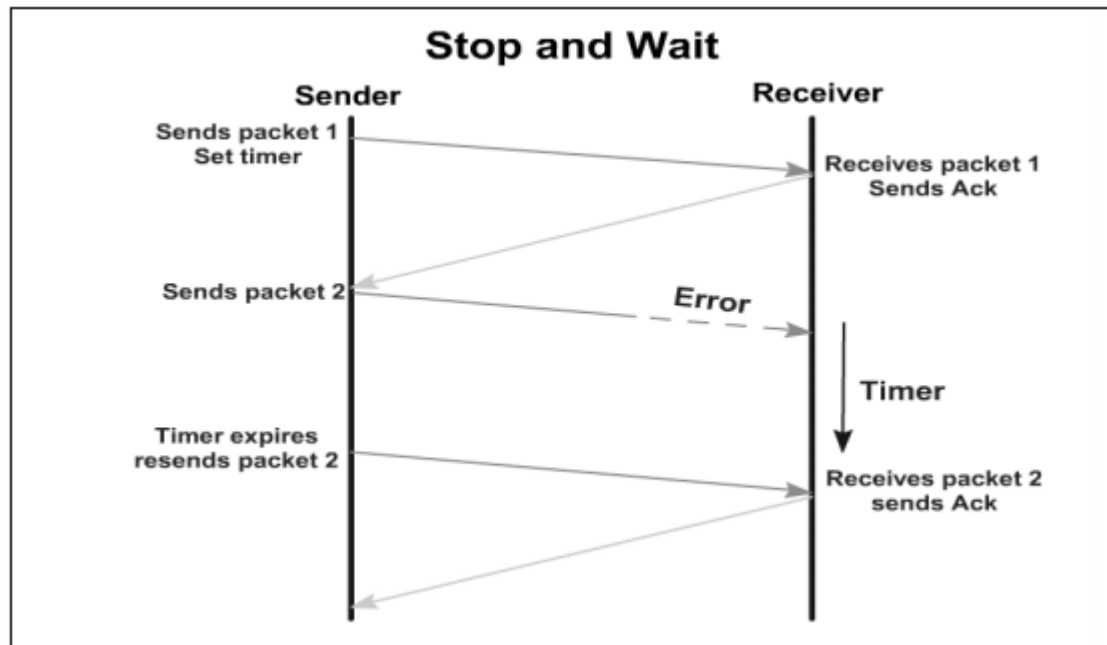 Stop and Wait
Sender
Receiver
Sends packet 1
Set timer
Receives packet 1
Sends Ack
Sends packet 2
Error
Timer
Timer expires
resends packet 2
Receives packet 2
sends Ack